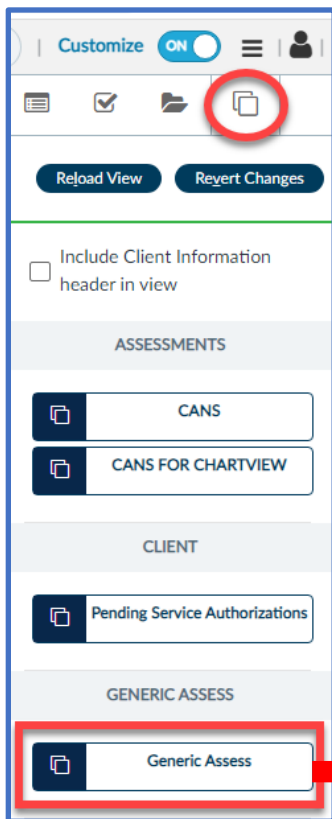 | Customize ON | |
Reload View Revert Changes
Include Client Information
header in view
ASSESSMENTS
CANS
CANS FOR CHARTVIEW
CLIENT
Pending Service Authorizations
GENERIC ASSESS
Generic Assess